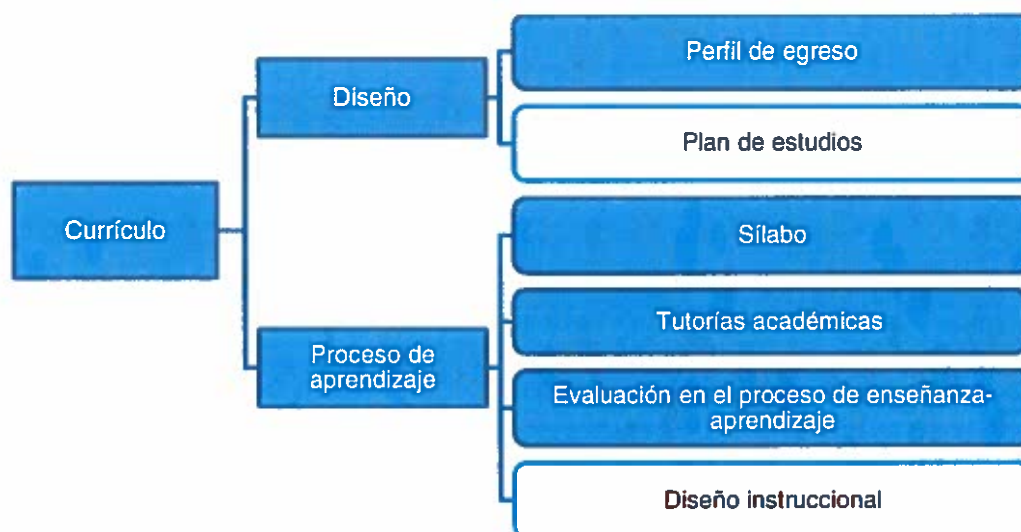 Perfil de egreso
Diseño
Plan de estudios
Currículo
Sílabo
Tutorías académicas
Proceso de
aprendizaje
Evaluación en el proceso de enseñanza-
aprendizaje
Diseño instruccional